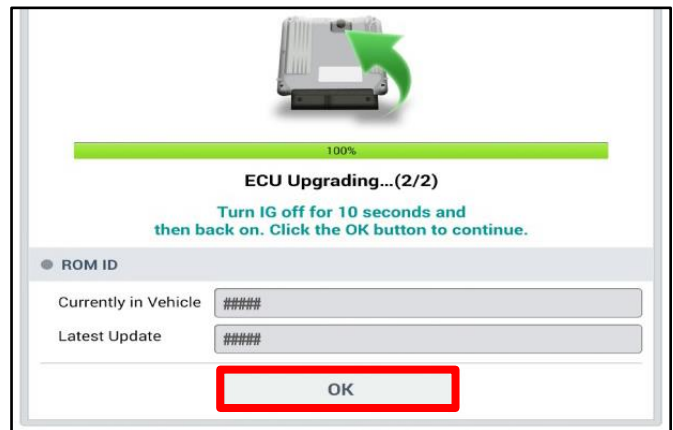 100%
ECU Upgrading...(2/2)
Turn IG off for 10 seconds and
then back on. Click the OK button to continue.
ROM ID
Currently in Vehicle #####
Latest Update #####
OK